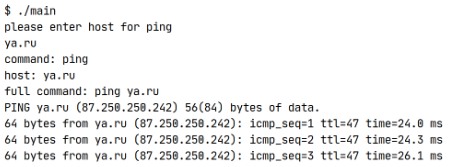 $ ./main
please enter host for ping
ya.ru
command: ping
host: ya.ru
full command: ping ya.ru
PING ya.ru (87.250.250.242) 56(84) bytes of data.
64 bytes from ya.ru (87.250.250.242): icmp_seq=1 ttl=47 time=24.0 ms
64 bytes from ya.ru (87.250.250.242): icmp_seq=2 ttl=47 time=24.3 ms
64 bytes from ya.ru (87.250.250.242): icmp_seq=3 ttl=47 time=26.1 ms